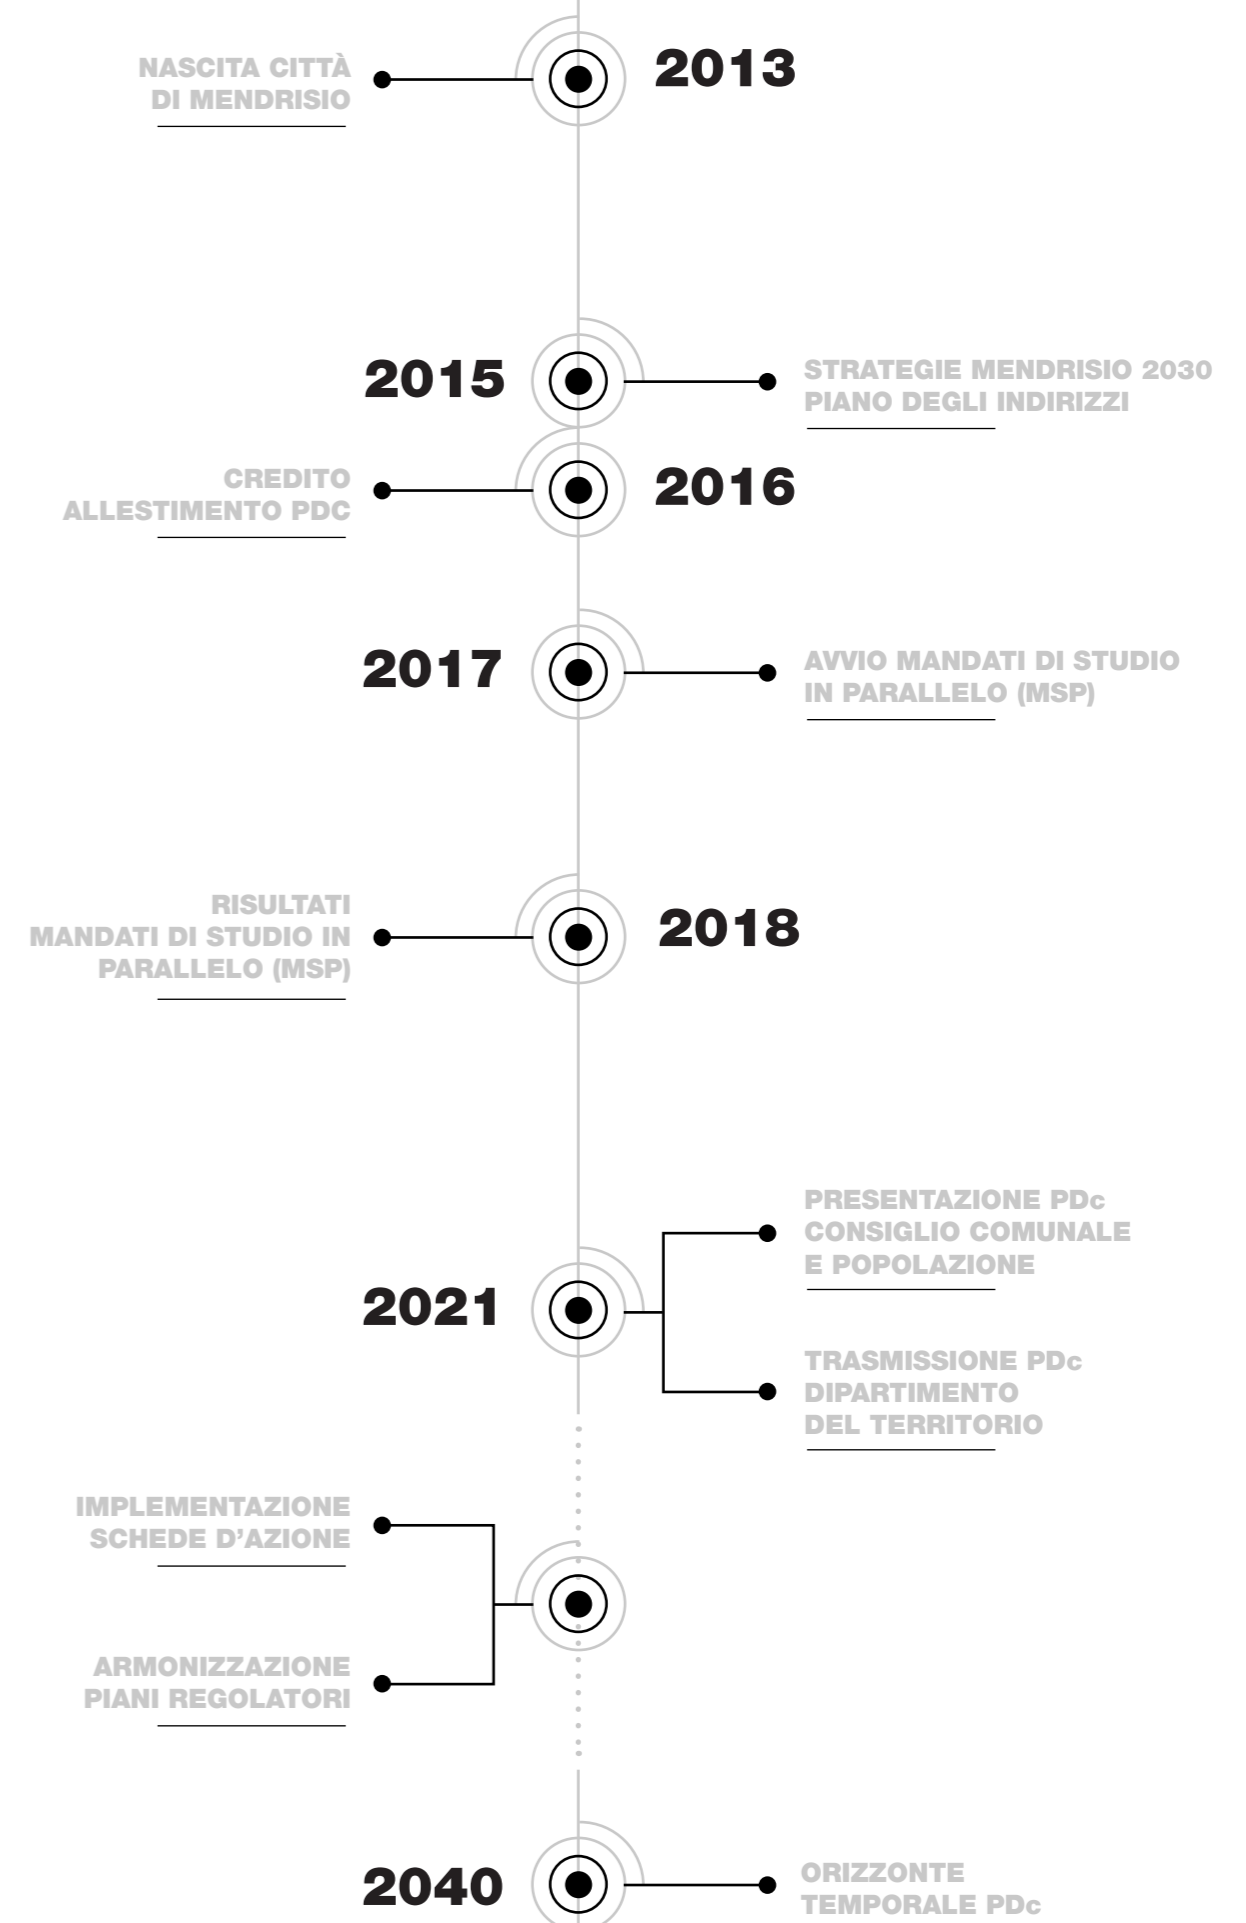 NASCITA CITTÀ
DI MENDRISIO
2013
2015
STRATEGIE MENDRISIO 2030
PIANO DEGLI INDIRIZZI
CREDITO
ALLESTIMENTO PDC
2016
2017
AVVIO MANDATI DI STUDIO
IN PARALLELO (MSP)
RISULTATI
MANDATI DI STUDIO IN
PARALLELO (MSP)
2018
2021
PRESENTAZIONE PDc
CONSIGLIO COMUNALE
E POPOLAZIONE
TRASMISSIONE PDc
DIPARTIMENTO
DEL TERRITORIO
IMPLEMENTAZIONE
SCHEDE D’AZIONE
ARMONIZZAZIONE
PIANI REGOLATORI
2040
ORIZZONTE
TEMPORALE PDc